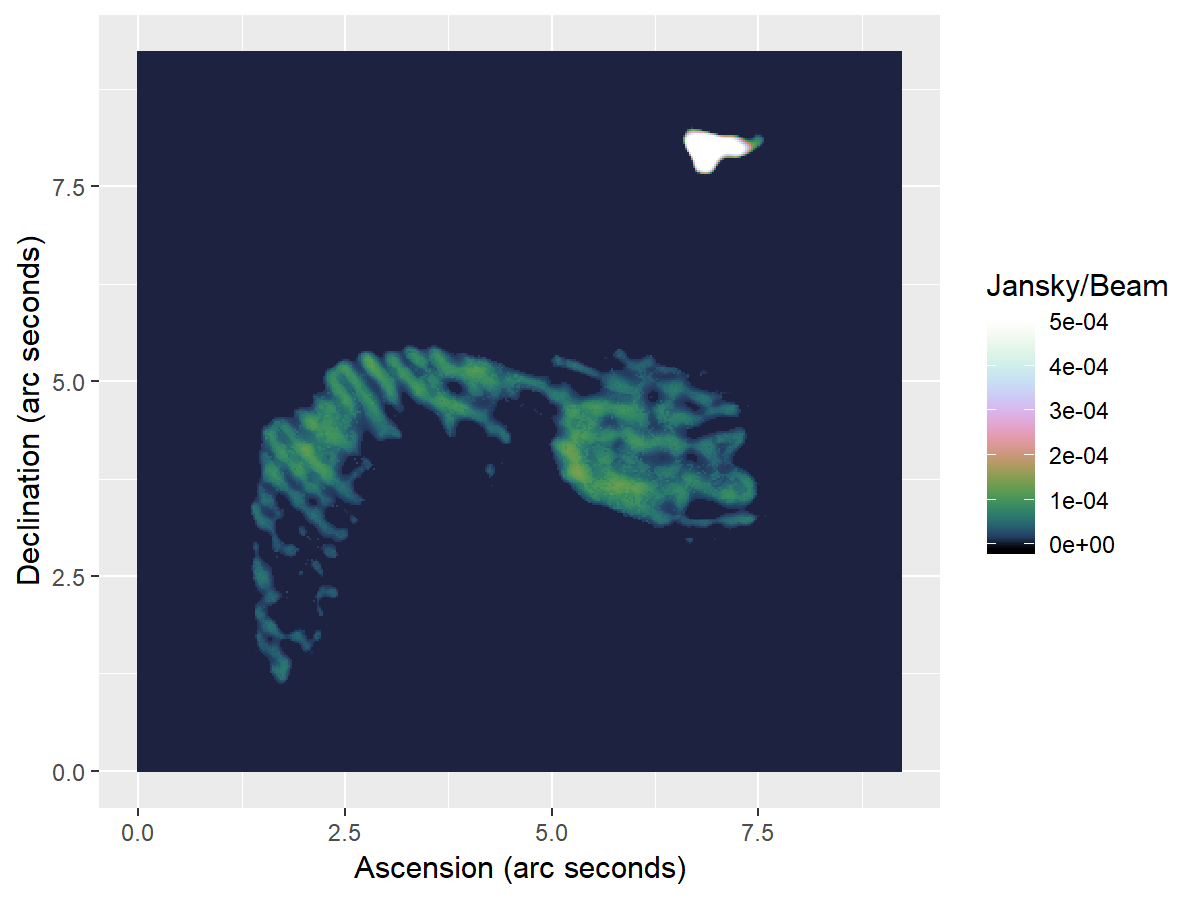 Declination (arc seconds)
7.5
5.0
2.5
0.0
0.0 2.5 5.0 7.5
Ascension (arc seconds)
Jansky/Beam
5e-04
4e-04
3e-04
2e-04
1e-04
0e+00